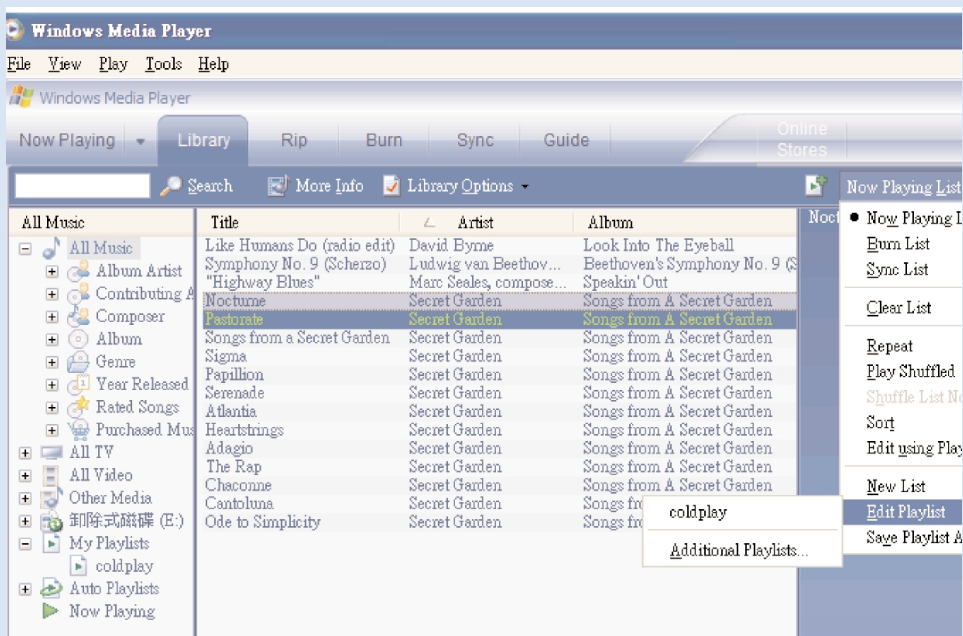 Windows Media Player
File View Play Tools Help
Windows Media Player
Now Playing Library Rip Burn Sync Guide Online Stores
Search More Info Library Options Now Playing List
All Music
All Music
Album Artist
Contributing A
Composer
Album
Genre
Year Released
Rated Songs
Purchased Mus
All TV
All Video
Other Media
卸除式磁碟 (E:)
My Playlists
coldplay
Auto Playlists
Now Playing
Title Artist Album
Like Humans Do (radio edit) David Byrne Look Into The Eyeball
Symphony No. 9 (Scherzo) Ludwig van Beethov... Beethoven's Symphony No. 9 (S
"Highway Blues" Marc Seales, compose... Speakin' Out
Nocturne Secret Garden Songs from A Secret Garden
Pastorate Secret Garden Songs from A Secret Garden
Songs from a Secret Garden Secret Garden Songs from A Secret Garden
Sigma Secret Garden Songs from A Secret Garden
Papillion Secret Garden Songs from A Secret Garden
Serenade Secret Garden Songs from A Secret Garden
Atlantia Secret Garden Songs from A Secret Garden
Heartstrings Secret Garden Songs from A Secret Garden
Adagio Secret Garden Songs from A Secret Garden
The Rap Secret Garden Songs from A Secret Garden
Chaconne Secret Garden Songs from A Secret Garden
Cantoluna Secret Garden Songs fr
Ode to Simplicity Secret Garden Songs fr
coldplay
Additional Playlists...
Noct
Now Playing L
Burn List
Sync List
Clear List
Repeat
Play Shuffled
Shuffle List No
Sort
Edit using Play
New List
Edit Playlist
Save Playlist A